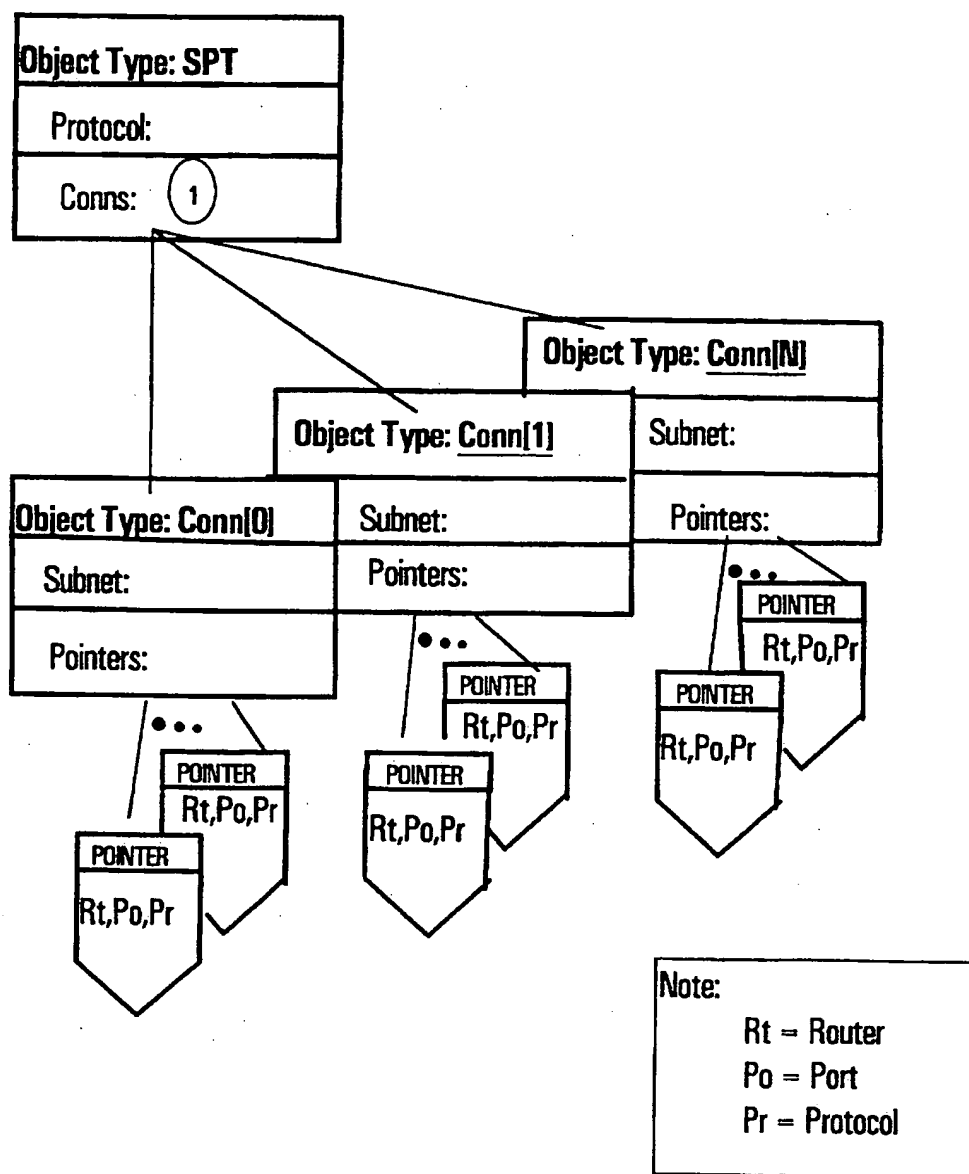 Object Type: SPT
Protocol:
Conns: 1
Object Type: Conn[N]
Subnet:
Pointers:
Object Type: Conn[1]
Subnet:
Pointers:
Object Type: Conn[0]
Subnet:
Pointers:
POINTER
Rt,Po,Pr
POINTER
Rt,Po,Pr
POINTER
Rt,Po,Pr
POINTER
Rt,Po,Pr
POINTER
Rt,Po,Pr
POINTER
Rt,Po,Pr
Note:
Rt = Router
Po = Port
Pr = Protocol